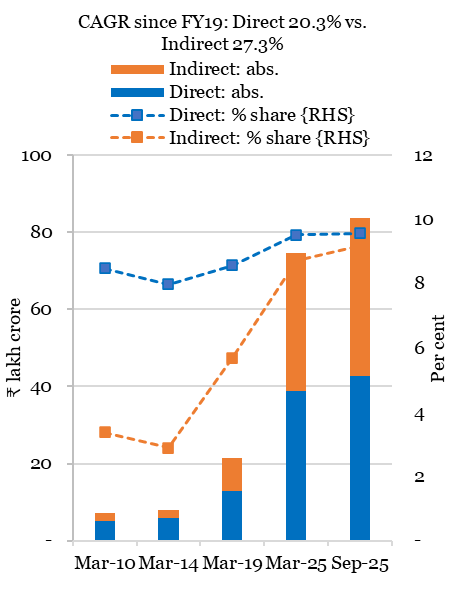 CAGR since FY19: Direct 20.3% vs.
Indirect 27.3%
Indirect: abs.
Direct: abs.
Direct: % share {RHS}
Indirect: % share {RHS}
100
80
60
40
20
-
₹ lakh crore
12
10
8
6
4
2
-
Per cent
Mar-10 Mar-14 Mar-19 Mar-25 Sep-25